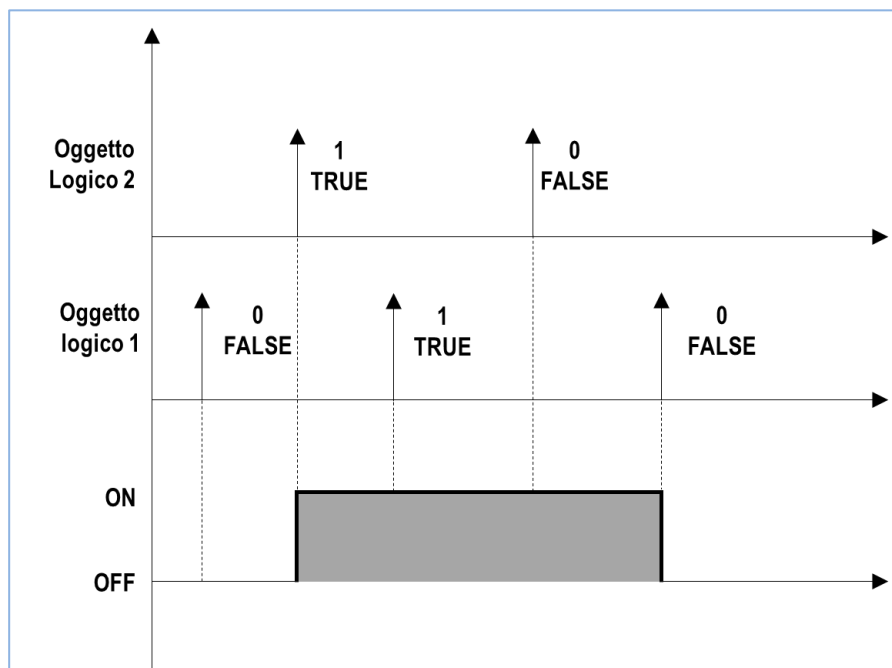 Oggetto
Logico 2
1
TRUE
0
FALSE
Oggetto
logico 1
0
FALSE
1
TRUE
0
FALSE
ON
OFF